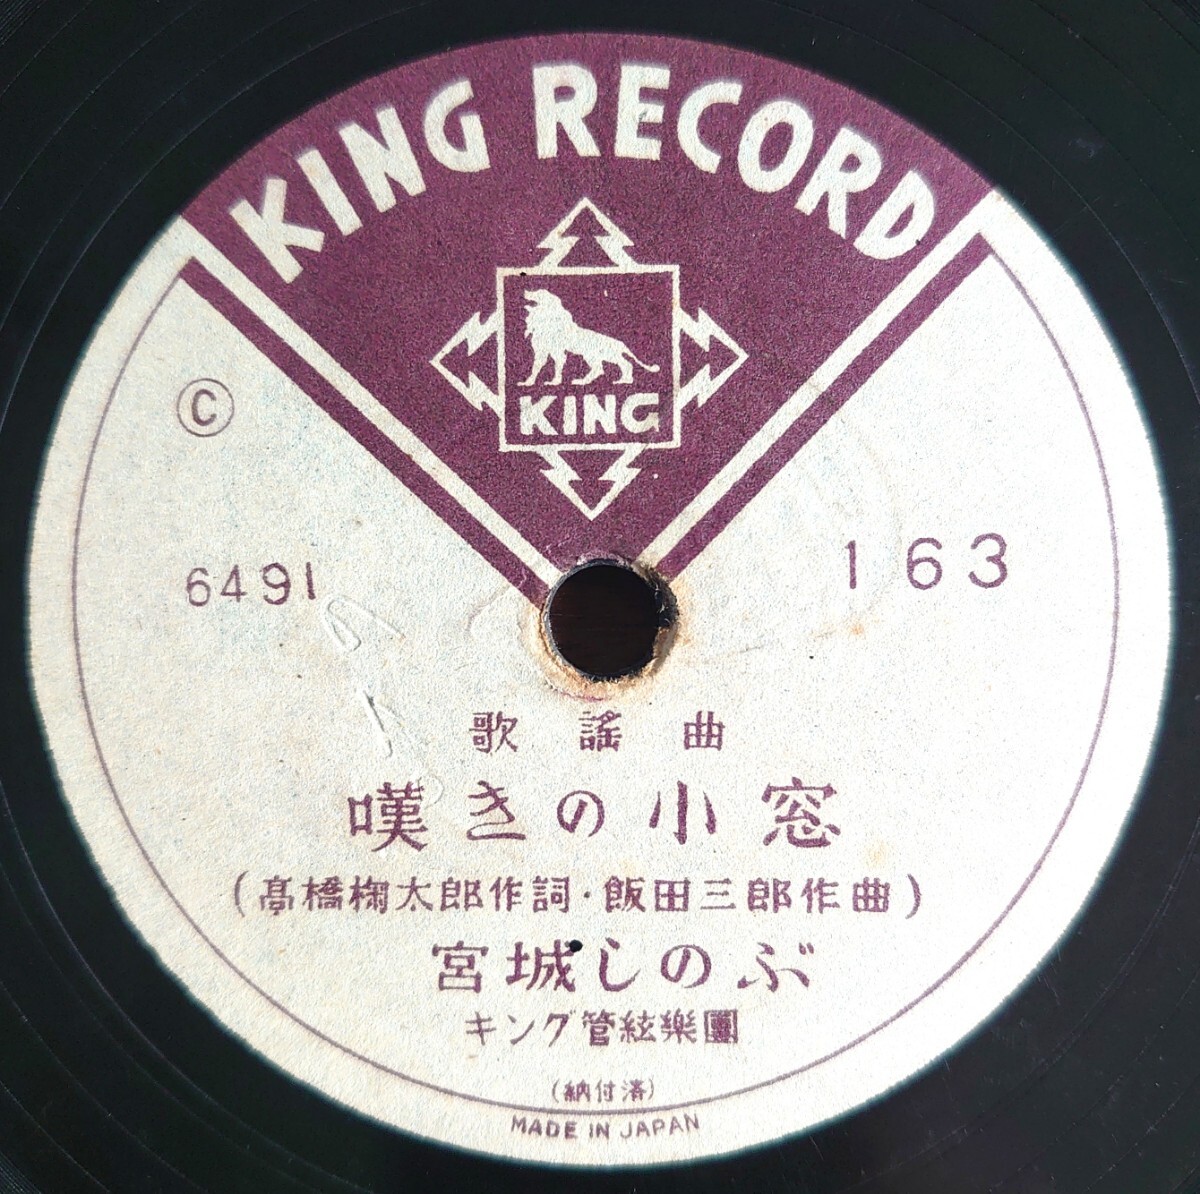 KING RECORD
KING
Ⓒ
6491
163
歌謡曲
嘆きの小窓
(髙橋掬太郎作詞・飯田三郎作曲)
宮城しのぶ
キング管絃樂團
(納付済)
MADE IN JAPAN